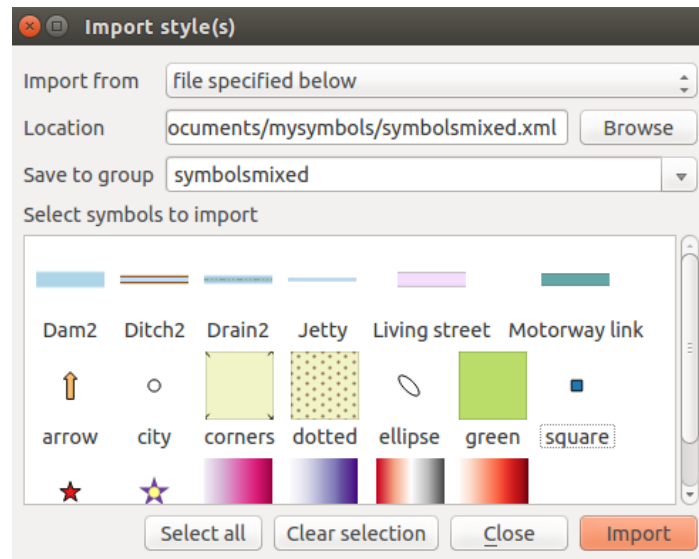 Import style(s)
Import from file specified below
Location ocuments/mysymbols/symbolsmixed.xml Browse
Save to group symbolsmixed
Select symbols to import
Dam2 Ditch2 Drain2 Jetty Living street Motorway link
arrow city corners dotted ellipse green square
Select all Clear selection Close Import